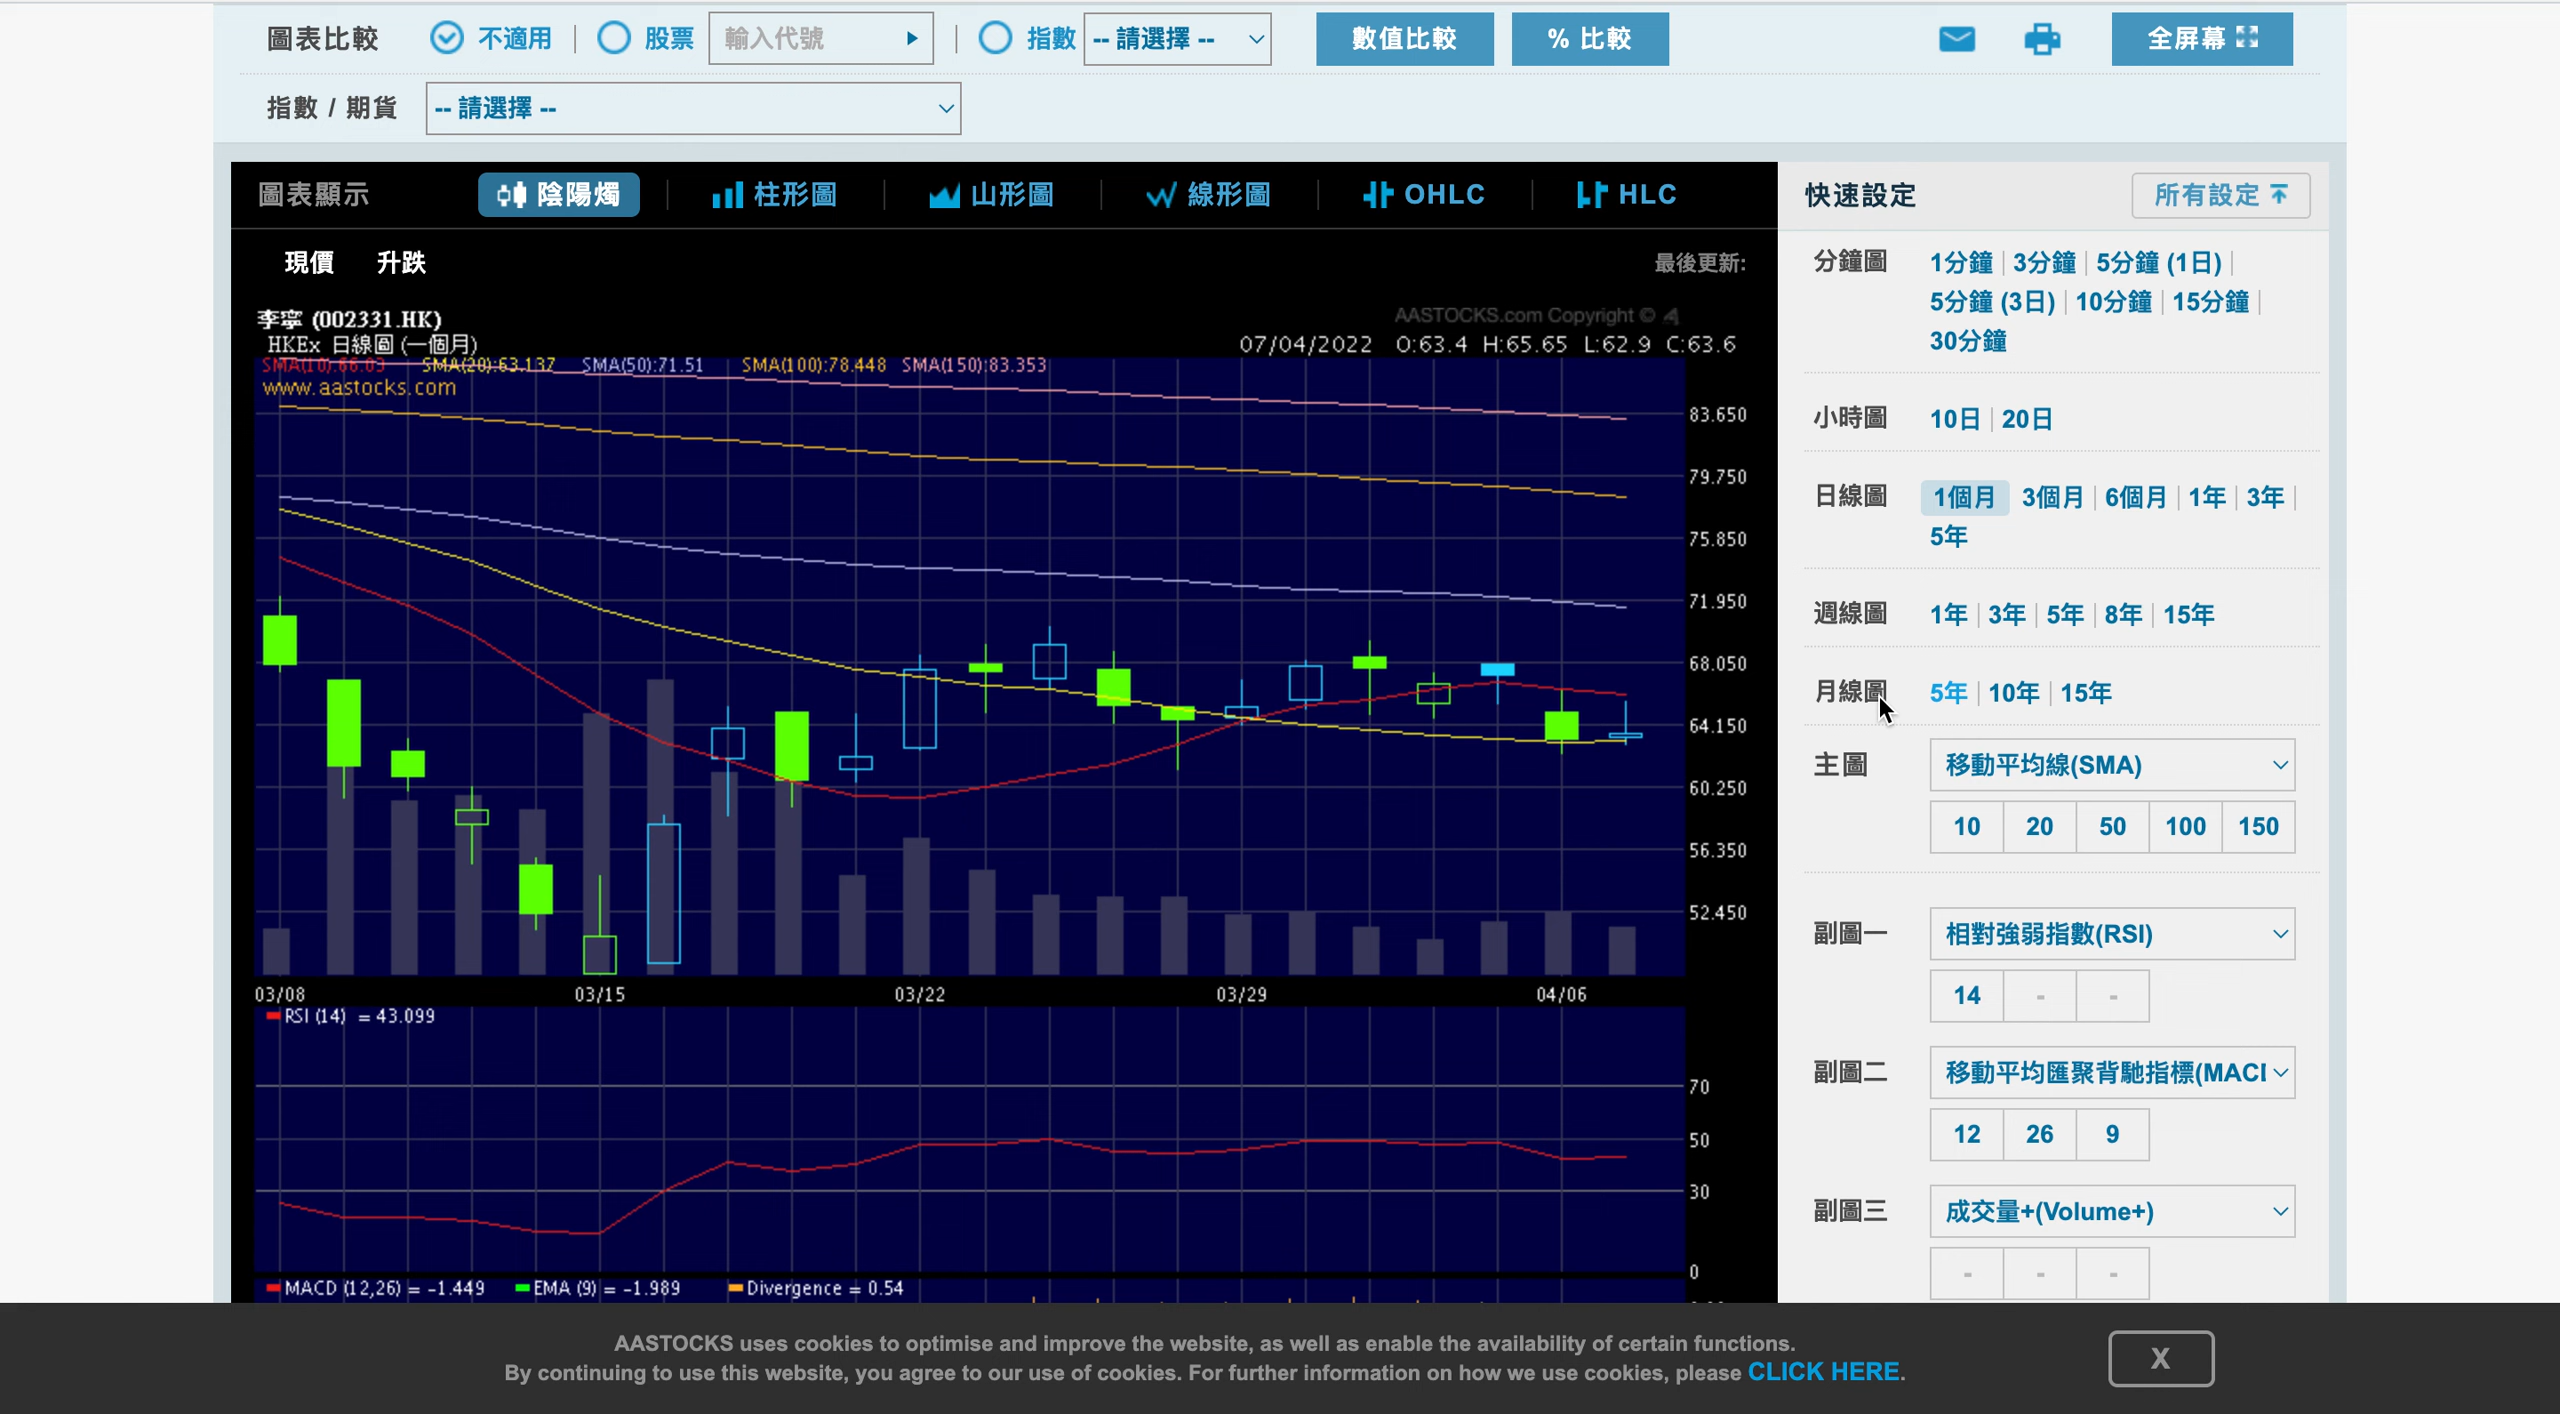 圖表比較 不適用 股票 輸入代號 指數 -- 請選擇 -- 數值比較 % 比較 全屏幕
指數 / 期貨 -- 請選擇 --
圖表顯示 陰陽燭 柱形圖 山形圖 線形圖 OHLC HLC
快速設定 所有設定
現價 升跌 最後更新:
分鐘圖 1分鐘 3分鐘 5分鐘 (1日)
5分鐘 (3日) 10分鐘 15分鐘
30分鐘
李寧 (002331.HK)
AASTOCKS.com Copyright ©
HKEx 日線圖 (一個月)
07/04/2022 O:63.4 H:65.65 L:62.9 C:63.6
SMA(10):66.03 SMA(20):63.137 SMA(50):71.51 SMA(100):78.448 SMA(150):83.353
www.aastocks.com
83.650
79.750
75.850
71.950
68.050
64.150
60.250
56.350
52.450
03/08 03/15 03/22 03/29 04/06
RSI (14) = 43.099
70
50
30
0
MACD (12,26) = -1.449 EMA (9) = -1.989 Divergence = 0.54
小時圖 10日 20日
日線圖 1個月 3個月 6個月 1年 3年
5年
週線圖 1年 3年 5年 8年 15年
月線圖 5年 10年 15年
主圖 移動平均線(SMA)
10 20 50 100 150
副圖一 相對強弱指數(RSI)
14 - -
副圖二 移動平均匯聚背馳指標(MACI
12 26 9
副圖三 成交量+(Volume+)
- - -
AASTOCKS uses cookies to optimise and improve the website, as well as enable the availability of certain functions.
By continuing to use this website, you agree to our use of cookies. For further information on how we use cookies, please CLICK HERE.
X